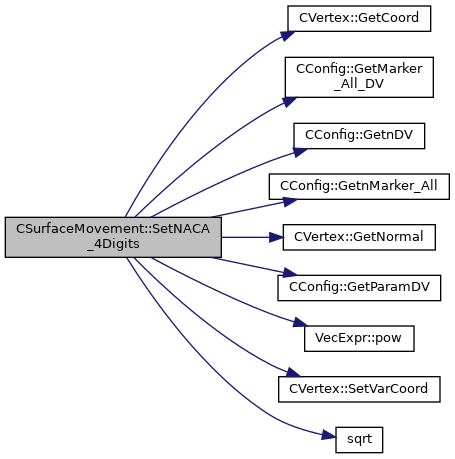 CVertex::GetCoord
CConfig::GetMarker
_All_DV
CConfig::GetnDV
CConfig::GetnMarker_All
CSurfaceMovement::SetNACA
_4Digits
CVertex::GetNormal
CConfig::GetParamDV
VecExpr::pow
CVertex::SetVarCoord
sqrt